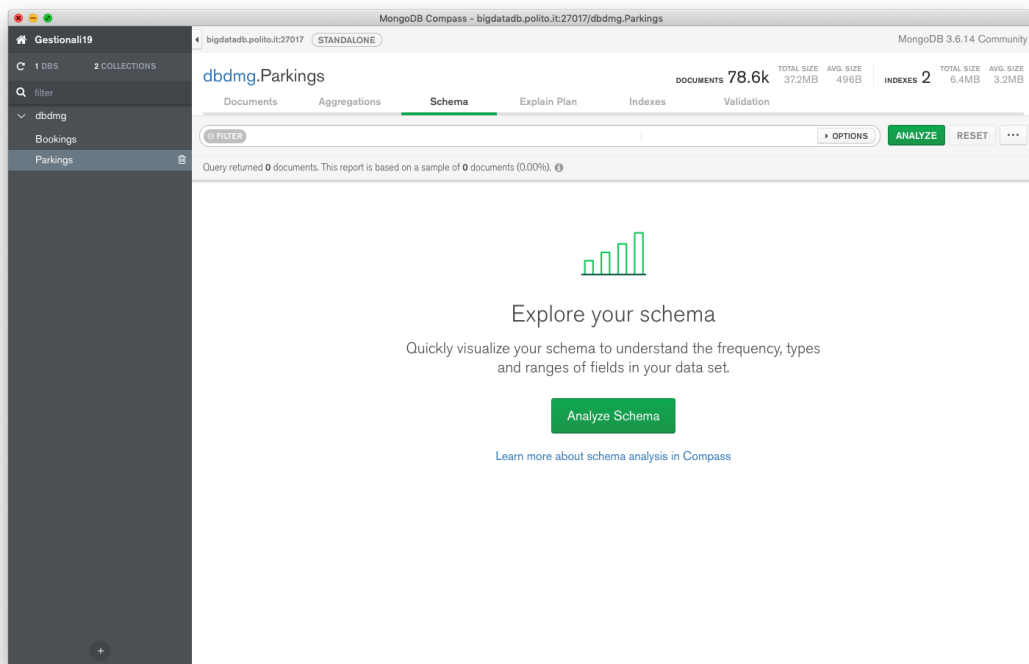 MongoDB Compass - bigdatadb.polito.it:27017/dbdmg.Parkings
Gestionali19
bigdatadb.polito.it:27017 STANDALONE
MongoDB 3.6.14 Community
1 DBS 2 COLLECTIONS
filter
dbdmg
Bookings
Parkings
dbdmg.Parkings
DOCUMENTS 78.6k TOTAL SIZE 37.2MB AVG. SIZE 496B INDEXES 2 TOTAL SIZE 6.4MB AVG. SIZE 3.2MB
Documents Aggregations Schema Explain Plan Indexes Validation
FILTER OPTIONS ANALYZE RESET ...
Query returned 0 documents. This report is based on a sample of 0 documents (0.00%).
Explore your schema
Quickly visualize your schema to understand the frequency, types
and ranges of fields in your data set.
Analyze Schema
Learn more about schema analysis in Compass